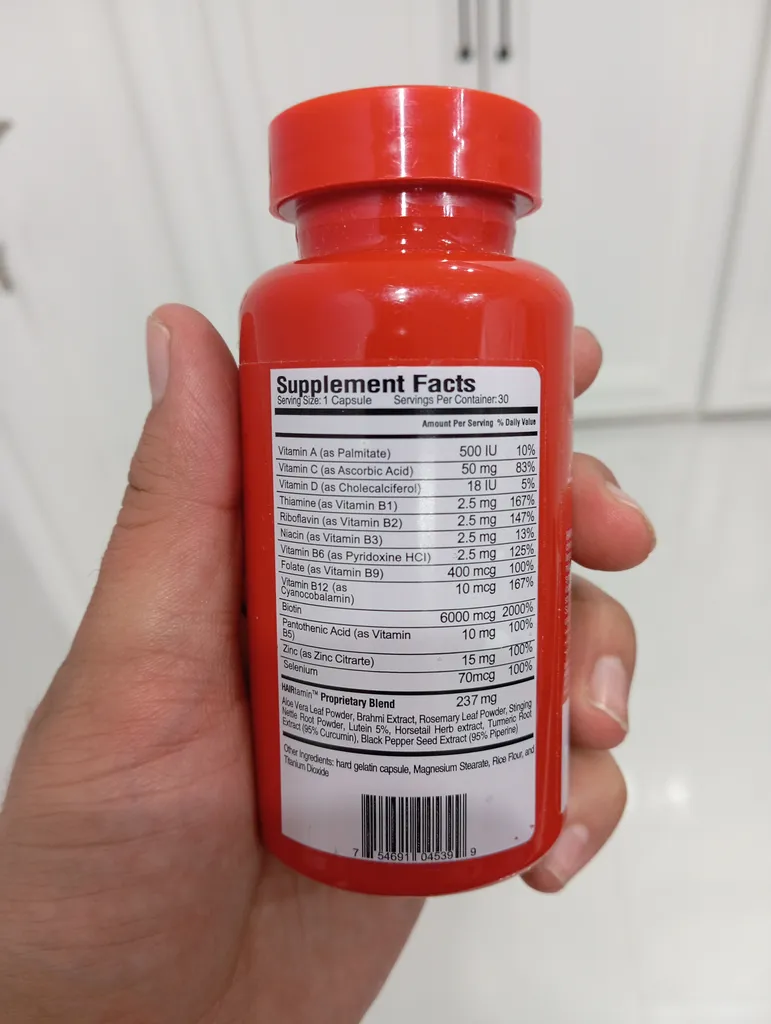 Supplement Facts
Serving Size: 1 Capsule Servings Per Container: 30
Amount Per Serving % Daily Value
Vitamin A (as Palmitate) 500 IU 10%
Vitamin C (as Ascorbic Acid) 50 mg 83%
Vitamin D (as Cholecalciferol) 18 IU 5%
Thiamine (as Vitamin B1) 2.5 mg 167%
Riboflavin (as Vitamin B2) 2.5 mg 147%
Niacin (as Vitamin B3) 2.5 mg 13%
Vitamin B6 (as Pyridoxine HCl) 2.5 mg 125%
Folate (as Vitamin B9) 400 mcg 100%
Vitamin B12 (as 10 mcg 167%
Cyanocobalamin)
Biotin 6000 mcg 2000%
Pantothenic Acid (as Vitamin 10 mg 100%
B5)
Zinc (as Zinc Citrarte) 15 mg 100%
Selenium 70mcg 100%
HAIRtamin™ Proprietary Blend 237 mg
Aloe Vera Leaf Powder, Brahmi Extract, Rosemary Leaf Powder, Stinging
Nettle Root Powder, Lutein 5%, Horsetail Herb extract, Turmeric Root
Extract (95% Curcumin), Black Pepper Seed Extract (95% Piperine)
Other Ingredients: hard gelatin capsule, Magnesium Stearate, Rice Flour, and
Titanium Dioxide
7 54691 04539 9